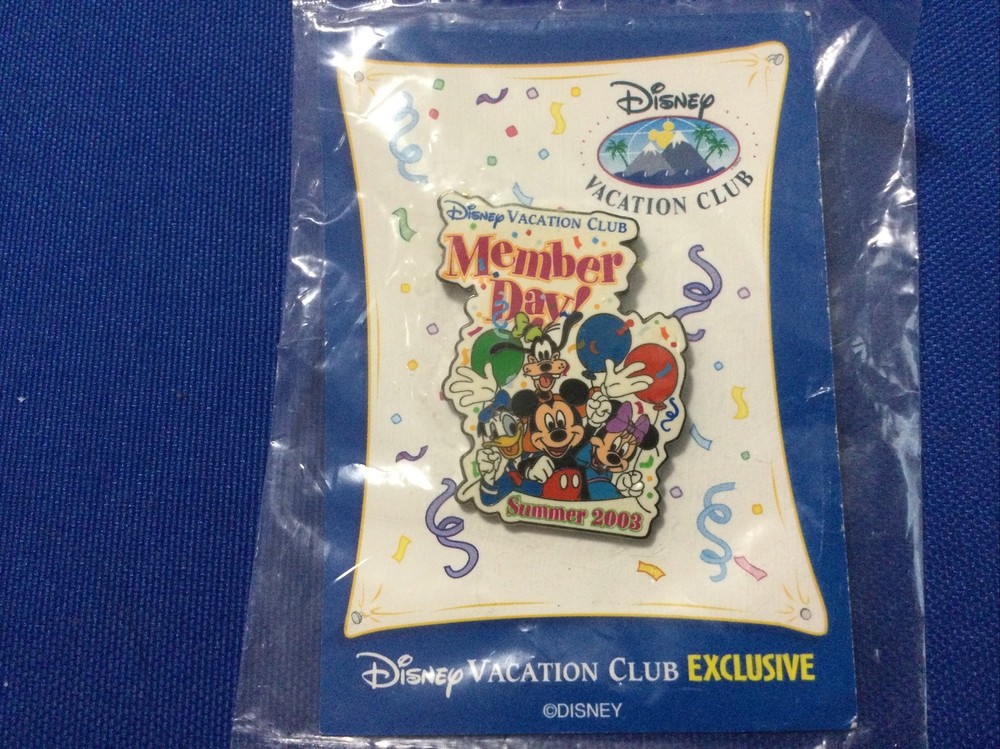 Disney
VACATION CLUB
Disney VACATION CLUB
Member
Day!
Summer 2003
Disney VACATION CLUB EXCLUSIVE
©DISNEY